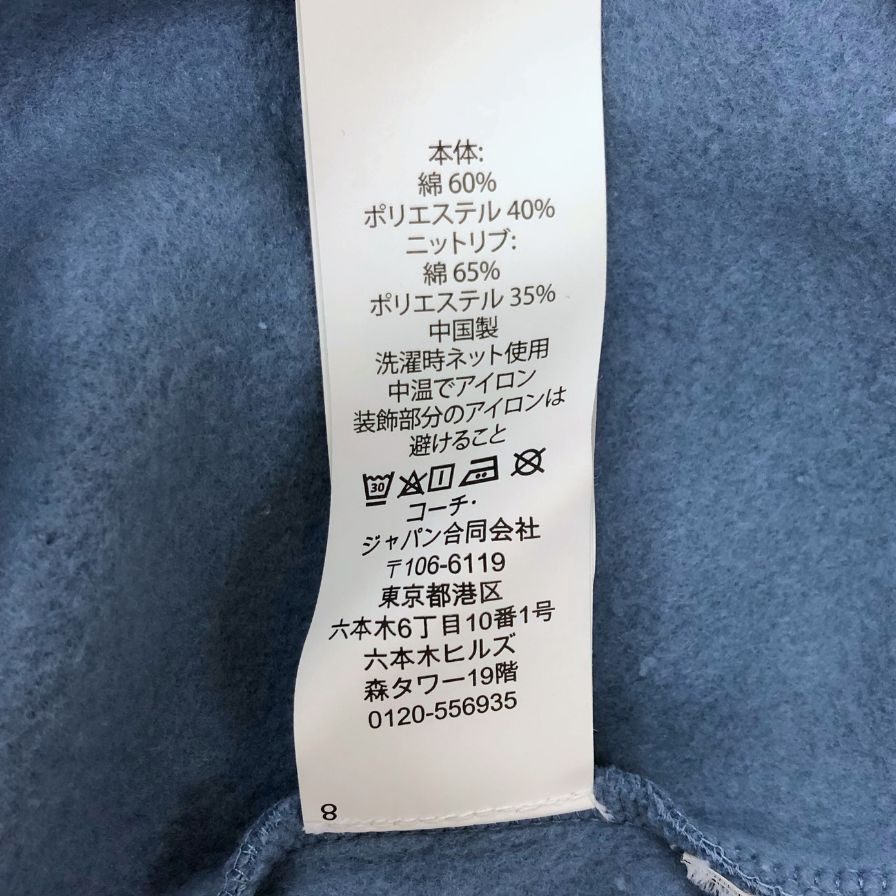 本体:
綿 60%
ポリエステル 40%
ニットリブ:
綿 65%
ポリエステル 35%
中国製
洗濯時ネット使用
中温でアイロン
装飾部分のアイロンは
避けること
30
コーチ・
ジャパン合同会社
〒106-6119
東京都港区
六本木6丁目10番1号
六本木ヒルズ
森タワー19階
0120-556935
8